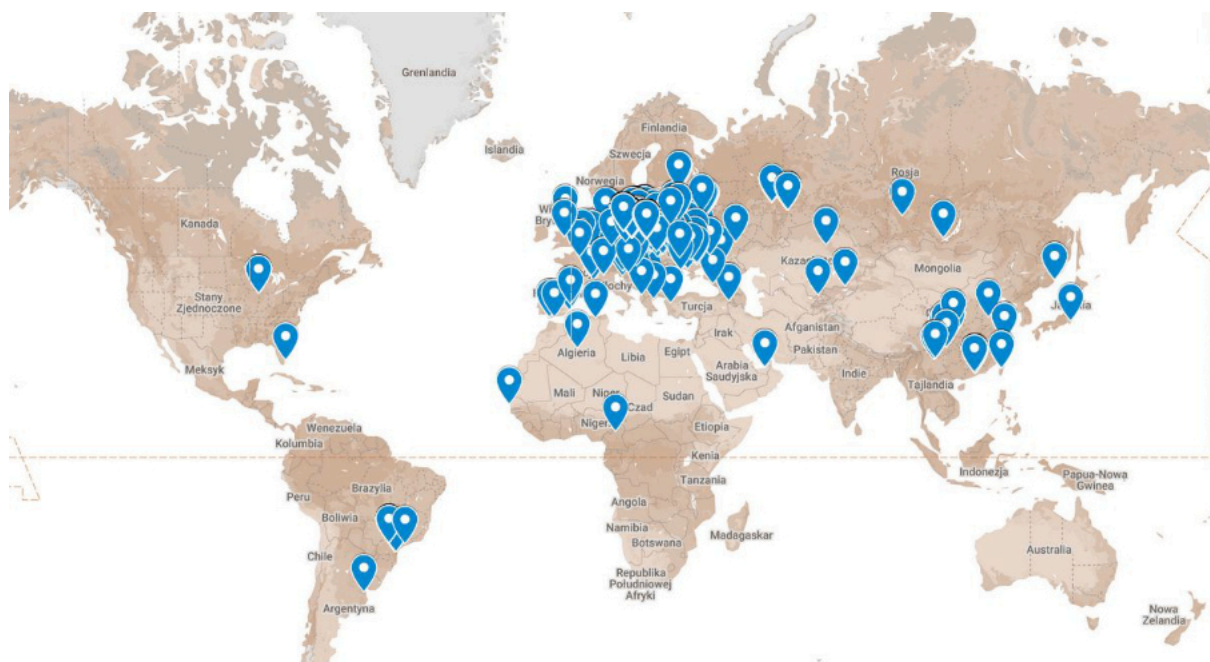 Grenlandia
Islandia
Finlandia
Szwecja
Norwegia
Rosja
Kanada
Mongolia
Stany
Zjednoczone
Turcja
Afganistan
Irak
Pakistan
Algieria
Libia
Egipt
Arabia
Saudyjska
Indie
Meksyk
Tajlandia
Mali
Niger
Czad
Sudan
Etiopia
Wenezuela
Kolumbia
Kenia
Indonezja
Papua-Nowa
Gwinea
Tanzania
Brazylia
Peru
Angola
Boliwia
Namibia
Madagaskar
Botswana
Australia
Chile
Republika
Południowej
Afryki
Argentyna
Nowa
Zelandia